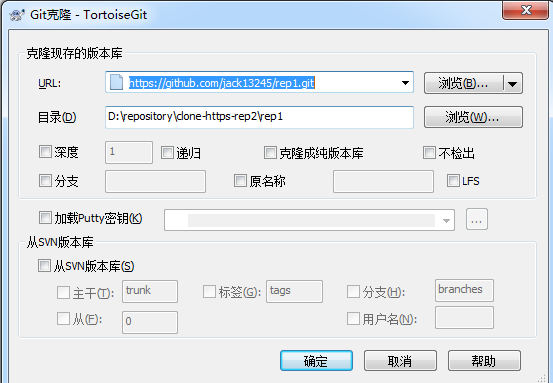 Git克隆 - TortoiseGit
克隆现存的版本库
URL: https://github.com/jack13245/rep1.git 浏览(B)...
目录(D) D:\repository\clone-https-rep2\rep1 浏览(W)...
深度 1 递归 克隆成纯版本库 不检出
分支 原名称 LFS
加载Putty密钥(K) ...
从SVN版本库
从SVN版本库(S)
主干(T): trunk 标签(G): tags 分支(H): branches
从(F): 0 用户名(N):
确定 取消 帮助